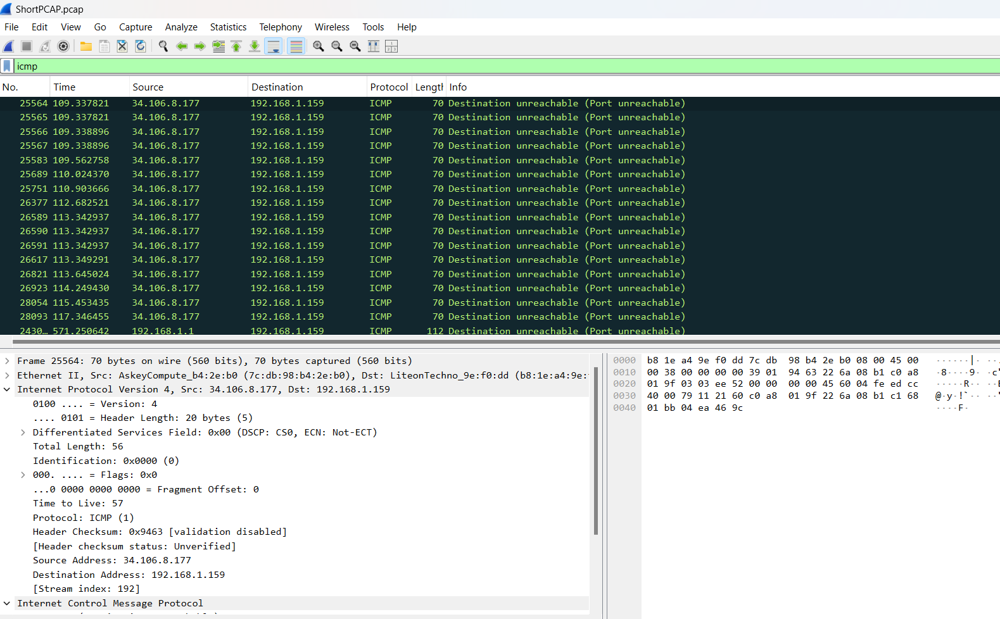 ShortPCAP.pcap
File Edit View Go Capture Analyze Statistics Telephony Wireless Tools Help
icmp
No. Time Source Destination Protocol Length Info
25564 109.337821 34.106.8.177 192.168.1.159 ICMP 70 Destination unreachable (Port unreachable)
25565 109.337821 34.106.8.177 192.168.1.159 ICMP 70 Destination unreachable (Port unreachable)
25566 109.338896 34.106.8.177 192.168.1.159 ICMP 70 Destination unreachable (Port unreachable)
25567 109.338896 34.106.8.177 192.168.1.159 ICMP 70 Destination unreachable (Port unreachable)
25583 109.562758 34.106.8.177 192.168.1.159 ICMP 70 Destination unreachable (Port unreachable)
25689 110.024370 34.106.8.177 192.168.1.159 ICMP 70 Destination unreachable (Port unreachable)
25751 110.903666 34.106.8.177 192.168.1.159 ICMP 70 Destination unreachable (Port unreachable)
26377 112.682521 34.106.8.177 192.168.1.159 ICMP 70 Destination unreachable (Port unreachable)
26589 113.342937 34.106.8.177 192.168.1.159 ICMP 70 Destination unreachable (Port unreachable)
26590 113.342937 34.106.8.177 192.168.1.159 ICMP 70 Destination unreachable (Port unreachable)
26591 113.342937 34.106.8.177 192.168.1.159 ICMP 70 Destination unreachable (Port unreachable)
26617 113.349291 34.106.8.177 192.168.1.159 ICMP 70 Destination unreachable (Port unreachable)
26821 113.645024 34.106.8.177 192.168.1.159 ICMP 70 Destination unreachable (Port unreachable)
26923 114.249430 34.106.8.177 192.168.1.159 ICMP 70 Destination unreachable (Port unreachable)
28054 115.453435 34.106.8.177 192.168.1.159 ICMP 70 Destination unreachable (Port unreachable)
28093 117.346455 34.106.8.177 192.168.1.159 ICMP 70 Destination unreachable (Port unreachable)
2430… 571.250642 192.168.1.1 192.168.1.159 ICMP 112 Destination unreachable (Port unreachable)
Frame 25564: 70 bytes on wire (560 bits), 70 bytes captured (560 bits)
Ethernet II, Src: AskeyCompute_b4:2e:b0 (7c:db:98:b4:2e:b0), Dst: LiteonTechno_9e:f0:dd (b8:1e:a4:9e:
Internet Protocol Version 4, Src: 34.106.8.177, Dst: 192.168.1.159
0100 .... = Version: 4
.... 0101 = Header Length: 20 bytes (5)
Differentiated Services Field: 0x00 (DSCP: CS0, ECN: Not-ECT)
Total Length: 56
Identification: 0x0000 (0)
000. .... = Flags: 0x0
...0 0000 0000 0000 = Fragment Offset: 0
Time to Live: 57
Protocol: ICMP (1)
Header Checksum: 0x9463 [validation disabled]
[Header checksum status: Unverified]
Source Address: 34.106.8.177
Destination Address: 192.168.1.159
[Stream index: 192]
Internet Control Message Protocol
0000 b8 1e a4 9e f0 dd 7c db 98 b4 2e b0 08 00 45 00 ······|· ··
0010 00 38 00 00 00 00 39 01 94 63 22 6a 08 b1 c0 a8 ·8····9· ·c"
0020 01 9f 03 03 ee 52 00 00 00 00 45 60 04 fe ed cc ·····R·· ··E
0030 40 00 79 11 21 60 c0 a8 01 9f 22 6a 08 b1 c1 68 @·y·!`·· ··"
0040 01 bb 04 ea 46 9c ····F·